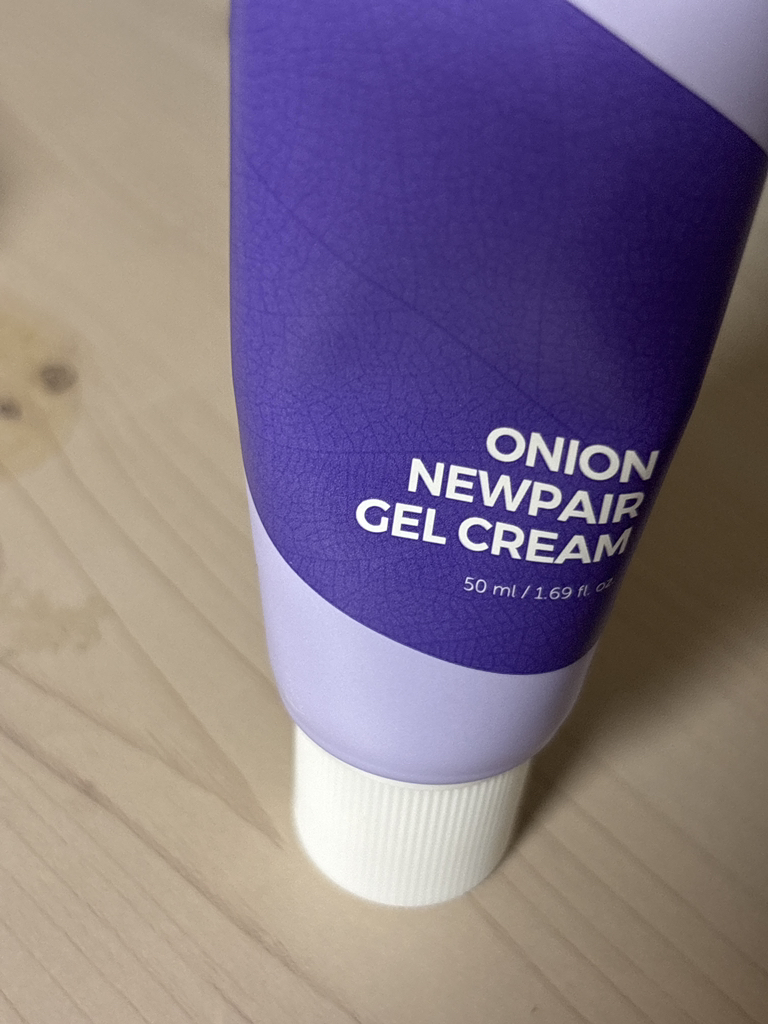 ONION
NEWPAIR
GEL CREAM
50 ml / 1.69 fl. oz